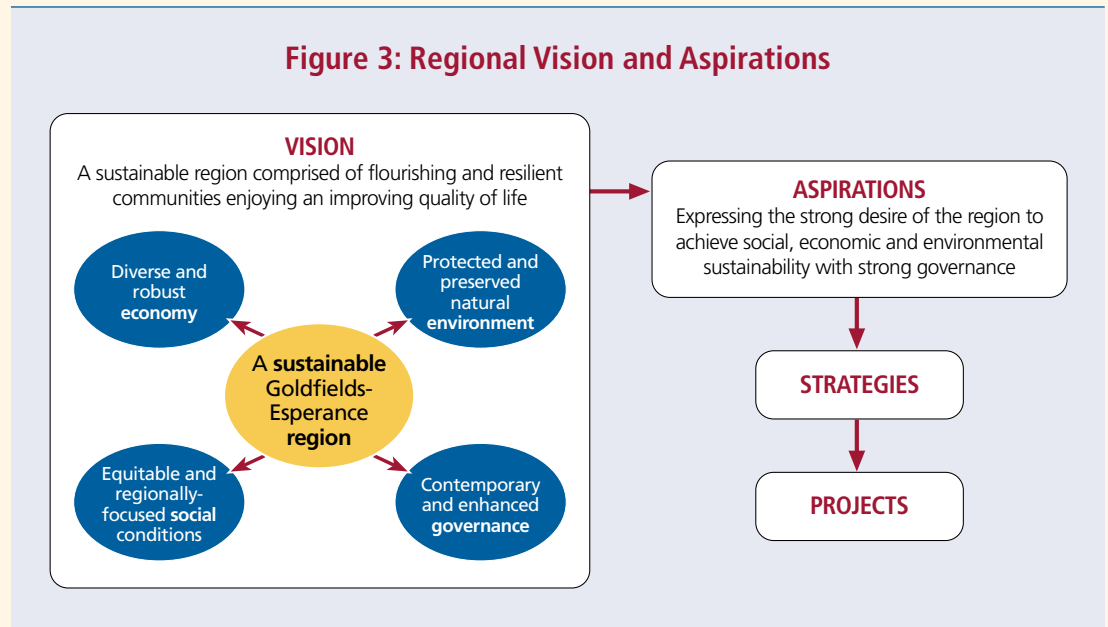 Figure 3: Regional Vision and Aspirations
VISION
A sustainable region comprised of flourishing and resilient
communities enjoying an improving quality of life
Diverse and
robust
economy
Protected and
preserved
natural
environment
A sustainable
Goldfields-
Esperance
region
Equitable and
regionally-
focused social
conditions
Contemporary
and enhanced
governance
ASPIRATIONS
Expressing the strong desire of the region to
achieve social, economic and environmental
sustainability with strong governance
STRATEGIES
PROJECTS